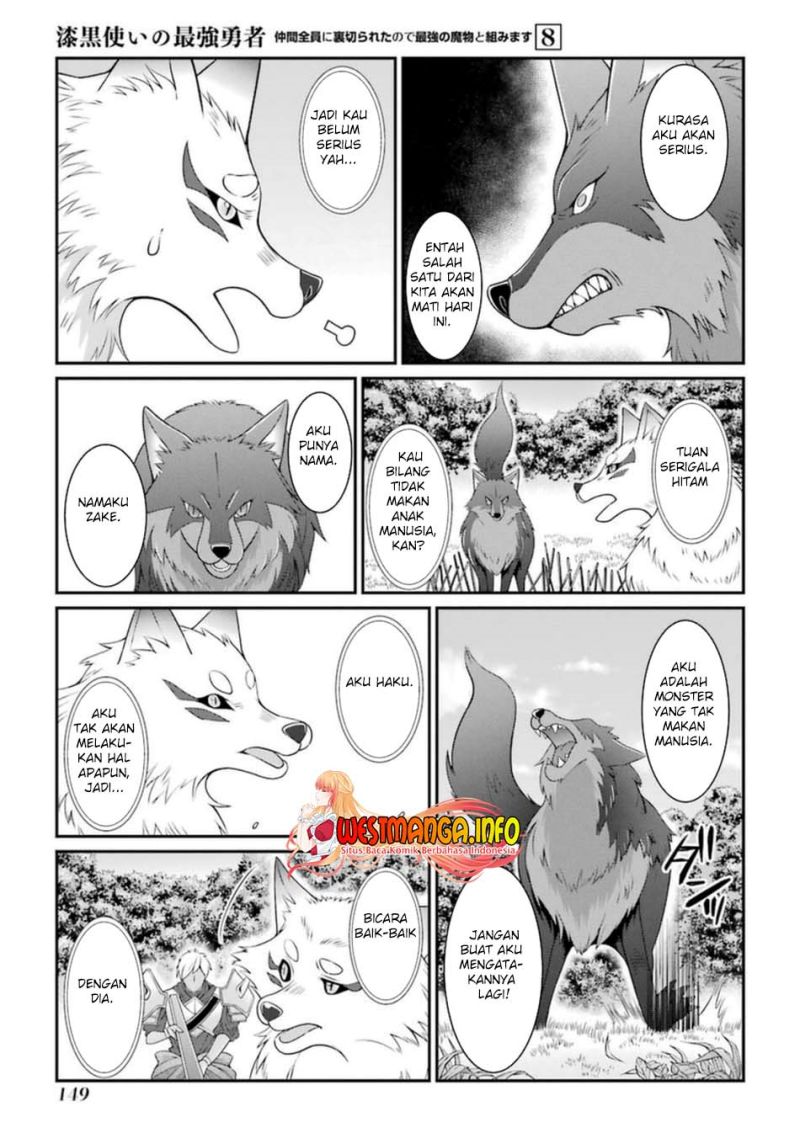 漆黒使いの最強勇者 仲間全員に裏切られたので最強の魔物と組みます 8
KURASA
AKU AKAN
SERIUS.
ENTAH
SALAH
SATU DARI
KITA AKAN
MATI HARI
INI.
JADI KAU
BELUM
SERIUS
YAH...
TUAN
SERIGALA
HITAM
KAU
BILANG
TIDAK
MAKAN
ANAK
MANUSIA,
KAN?
AKU
PUNYA
NAMA.
NAMAKU
ZAKE.
AKU
ADALAH
MONSTER
YANG TAK
MAKAN
MANUSIA.
ダンッ
JANGAN
BUAT AKU
MENGATA-
KANNYA
LAGI!
AKU HAKU.
AKU
TAK AKAN
MELAKU-
KAN HAL
APAPUN,
JADI...
WESTMANGA.INFO
Situs Baca Komik Berbahasa Indonesia
BICARA
BAIK-BAIK
DENGAN
DIA.
149